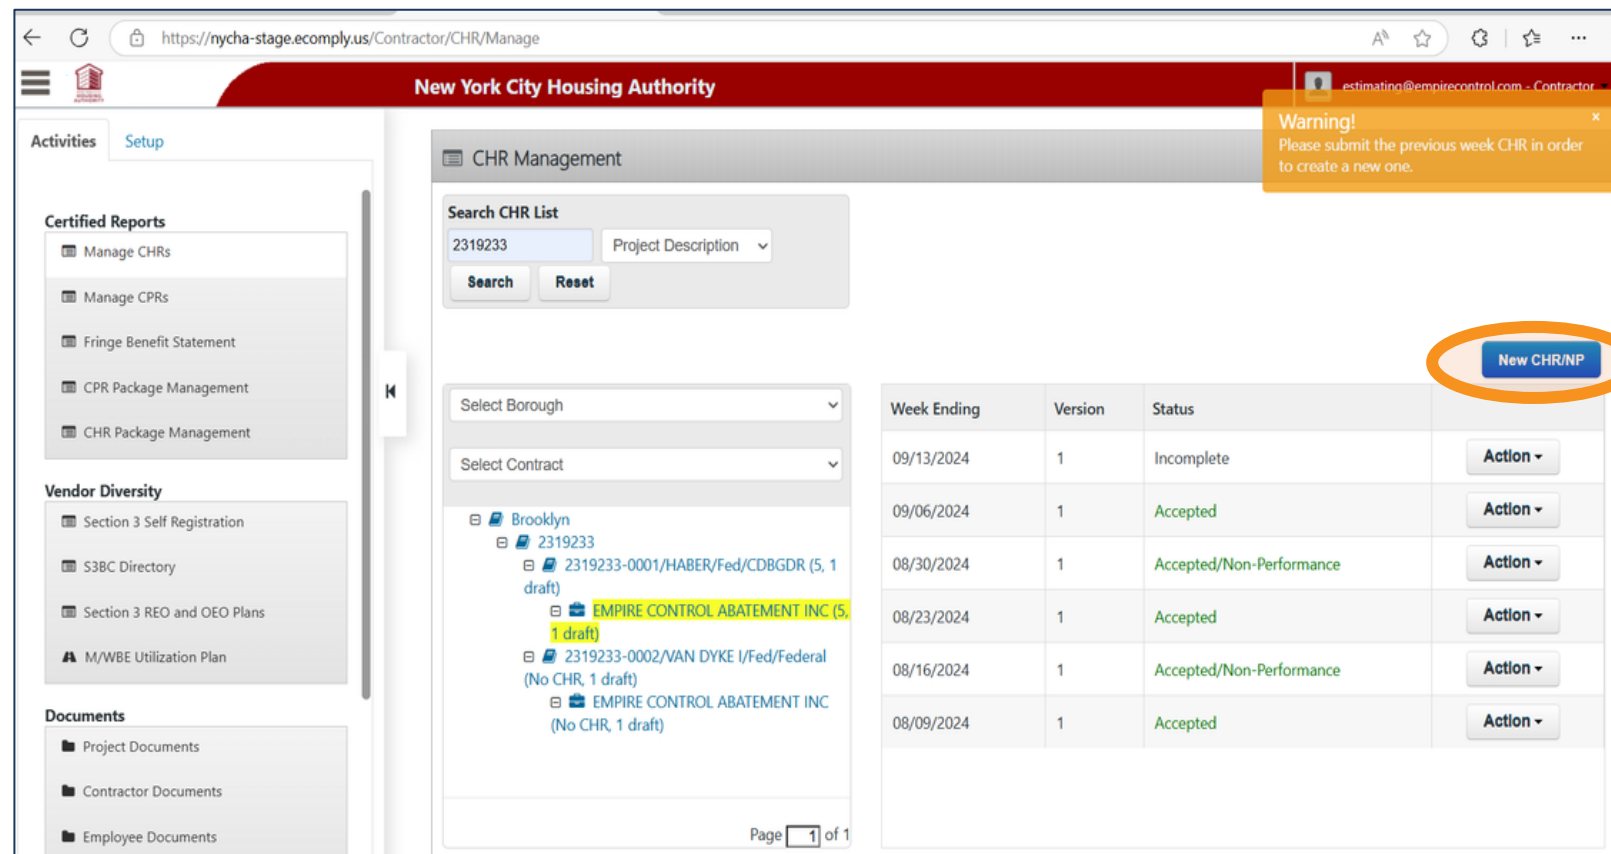 https://nycha-stage.ecomply.us/Contractor/CHR/Manage
New York City Housing Authority
estimating@empirecontrol.com - Contractor
Warning! ×
Please submit the previous week CHR in order
to create a new one.
Activities Setup
CHR Management
Certified Reports
Manage CHRs
Manage CPRs
Fringe Benefit Statement
CPR Package Management
CHR Package Management
Vendor Diversity
Section 3 Self Registration
S3BC Directory
Section 3 REO and OEO Plans
M/WBE Utilization Plan
Documents
Project Documents
Contractor Documents
Employee Documents
Search CHR List
2319233 Project Description
Search Reset
New CHR/NP
Select Borough
Select Contract
Brooklyn
2319233
2319233-0001/HABER/Fed/CDBGDR (5, 1
draft)
EMPIRE CONTROL ABATEMENT INC (5,
1 draft)
2319233-0002/VAN DYKE I/Fed/Federal
(No CHR, 1 draft)
EMPIRE CONTROL ABATEMENT INC
(No CHR, 1 draft)
Page 1 of 1
Week Ending Version Status
09/13/2024 1 Incomplete Action
09/06/2024 1 Accepted Action
08/30/2024 1 Accepted/Non-Performance Action
08/23/2024 1 Accepted Action
08/16/2024 1 Accepted/Non-Performance Action
08/09/2024 1 Accepted Action